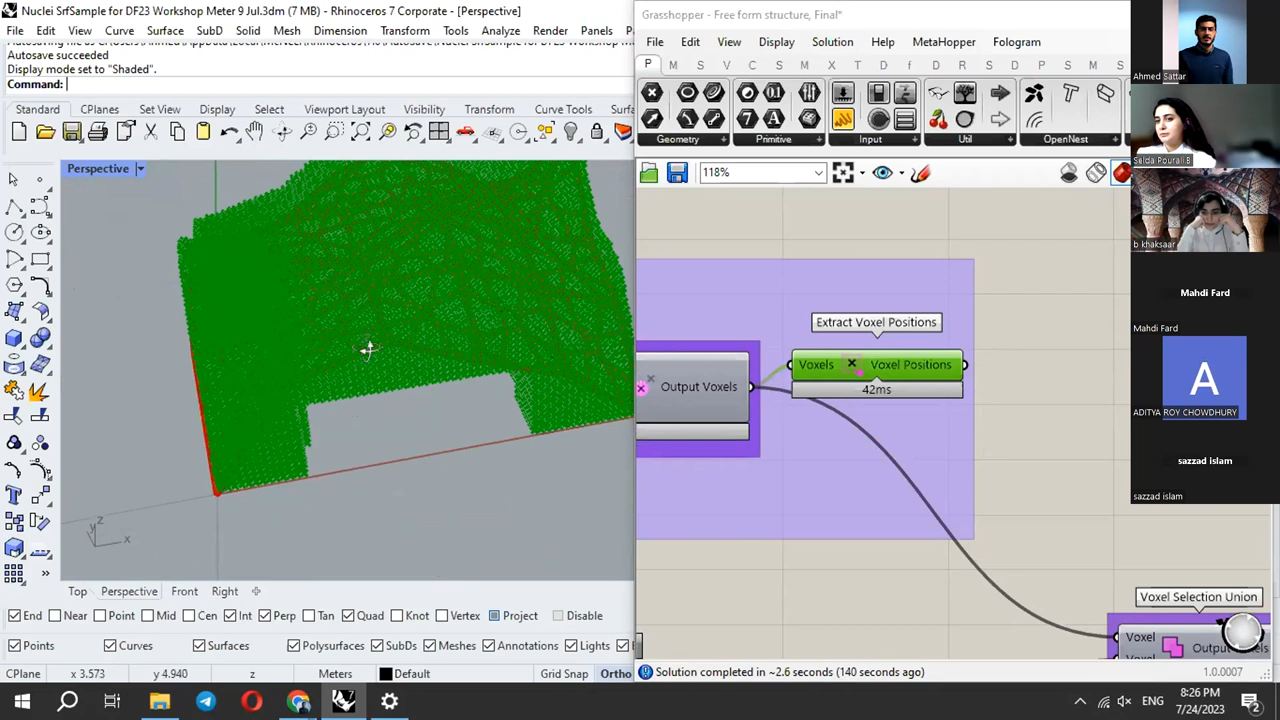 Nuclei SrfSample for DF23 Workshop Meter 9 Jul.3dm (7 MB) - Rhinoceros 7 Corporate - [Perspective]
File Edit View Curve Surface SubD Solid Mesh Dimension Transform Tools Analyze Render Panels
Autosave succeeded
Display mode set to "Shaded".
Command:
Standard CPlanes Set View Display Select Viewport Layout Visibility Transform Curve Tools
Perspective
z
y
x
Top Perspective Front Right
End Near Point Mid Cen Int Perp Tan Quad Knot Vertex Project Disable
Points Curves Surfaces Polysurfaces SubDs Meshes Annotations Lights
CPlane x 3.573 y 4.940 z Meters Default Grid Snap Ortho
Grasshopper - Free form structure, Final*
File Edit View Display Solution Help MetaHopper Fologram
P M S V C S M X T J D R S P M S
Geometry Primitive Input Util OpenNest
118%
Extract Voxel Positions
Voxels Voxel Positions
42ms
Output Voxels
Voxel Selection Union
Voxel
Solution completed in ~2.6 seconds (140 seconds ago)
1.0.0007
Ahmed Sattar
Selda Pourali B
b khaksaar
Mahdi Fard
Mahdi Fard
A
ADITYA ROY CHOWDHURY
sazzad islam
sazzad islam
ENG
8:26 PM
7/24/2023
2